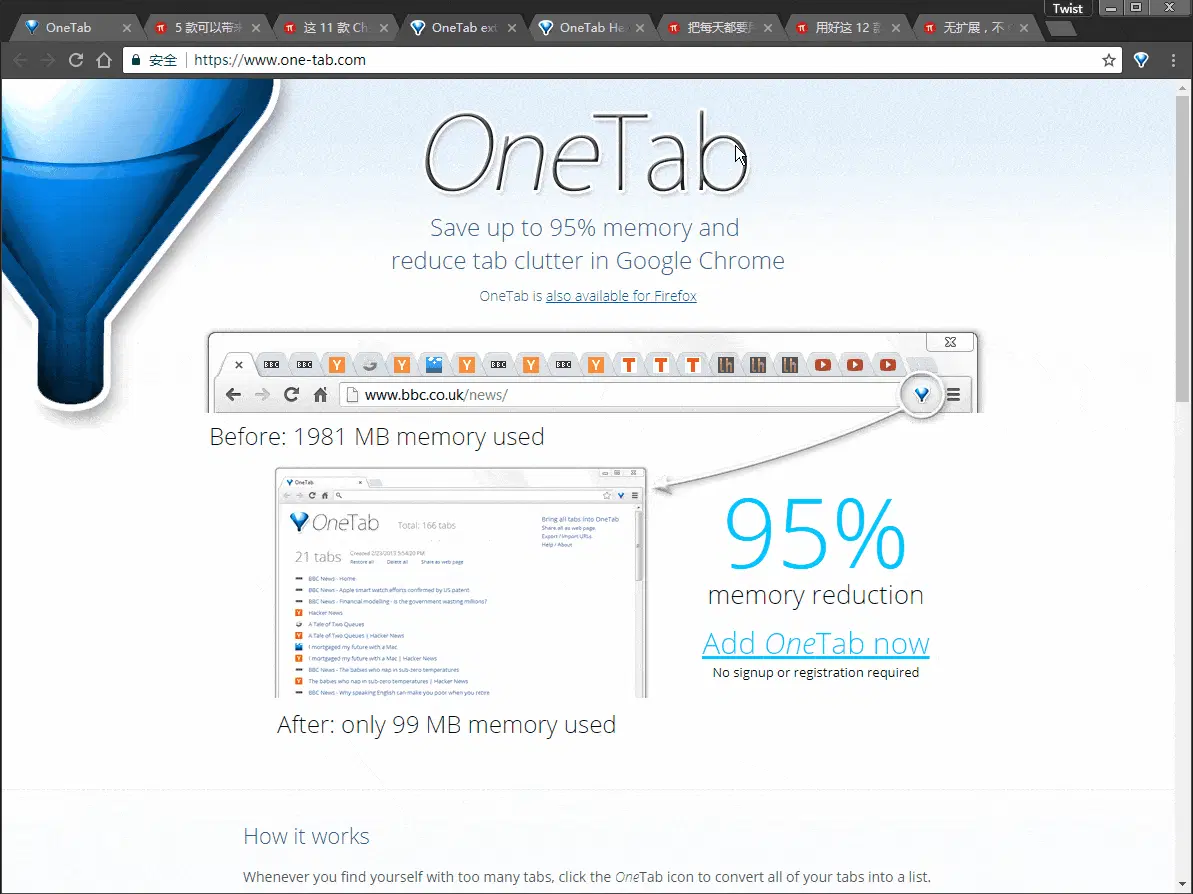 Twist
OneTab
5 款可以带来
这 11 款 Ch
OneTab ext
OneTab He
把每天都要
用好这 12 款
无扩展，不
安全
https://www.one-tab.com
OneTab
Save up to 95% memory and
reduce tab clutter in Google Chrome
OneTab is also available for Firefox
www.bbc.co.uk/news/
Before: 1981 MB memory used
OneTab
OneTab
Total: 166 tabs
Bring all tabs into OneTab
Share all as web page
Export / Import URLs
Help / About
21 tabs
Created 2/23/2013 5:54:20 PM
Restore all Delete all Share as web page
BBC News - Home
BBC News - Apple smart watch efforts confirmed by US patent
BBC News - Financial modelling - is the government wasting millions?
Hacker News
A Tale of Two Queues
A Tale of Two Queues | Hacker News
I mortgaged my future with a Mac
I mortgaged my future with a Mac | Hacker News
BBC News - The babies who nap in sub-zero temperatures
The babies who nap in sub-zero temperatures | Hacker News
BBC News - Why speaking English can make you poor when you retire
95%
memory reduction
Add OneTab now
No signup or registration required
After: only 99 MB memory used
How it works
Whenever you find yourself with too many tabs, click the OneTab icon to convert all of your tabs into a list.